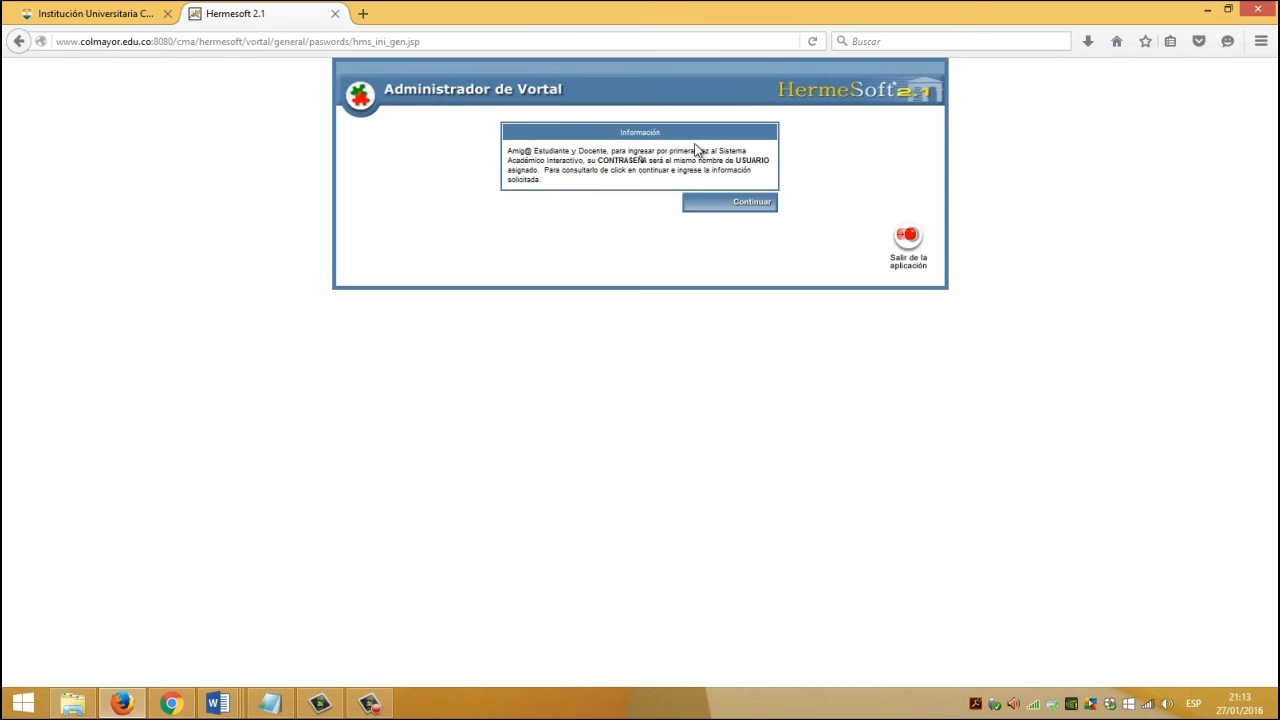 Institución Universitaria C...
Hermesoft 2.1
www.colmayor.edu.co:8080/cma/hermesoft/vortal/general/paswords/hms_ini_gen.jsp
Buscar
Administrador de Vortal
HermeSoft 2.1
Información
Amig@ Estudiante y Docente, para ingresar por primera vez al Sistema
Académico Interactivo, su CONTRASEÑA será el mismo nombre de USUARIO
asignado. Para consultarlo de click en continuar e ingrese la información
solicitada.
Continuar
Salir de la
aplicación
ESP
21:13
27/01/2016